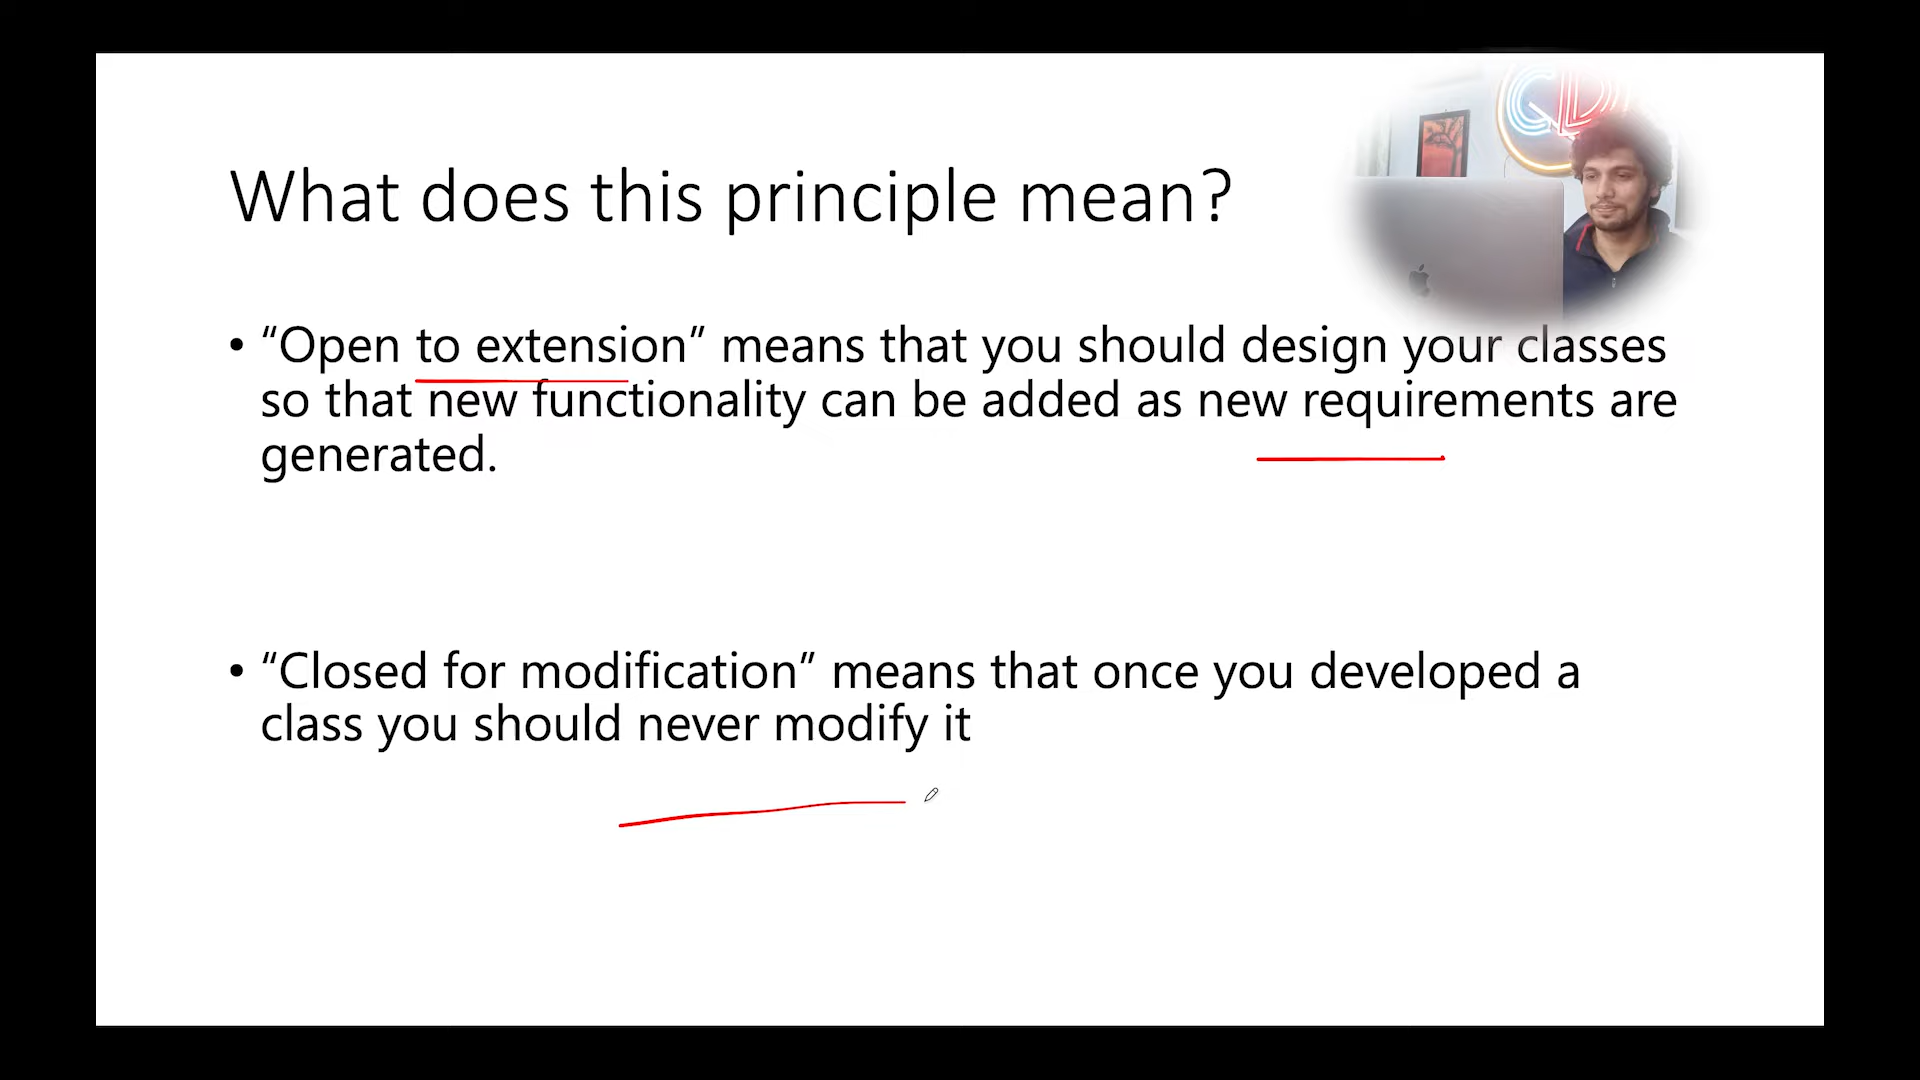 CDI
What does this principle mean?
• “Open to extension” means that you should design your classes
so that new functionality can be added as new requirements are
generated.
• “Closed for modification” means that once you developed a
class you should never modify it